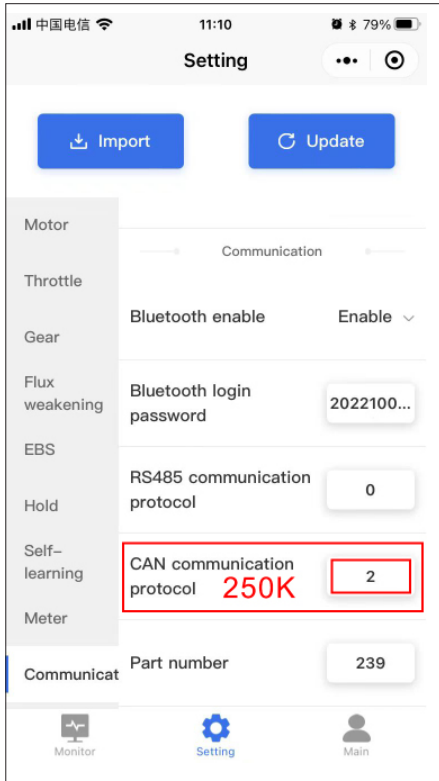 中国电信 11:10 79%
Setting
Import Update
Motor
Throttle
Gear
Flux
weakening
EBS
Hold
Self-
learning
Meter
Communicat
Communication
Bluetooth enable Enable
Bluetooth login
password
2022100...
RS485 communication
protocol
0
CAN communication
protocol 250K
2
Part number 239
Monitor Setting Main